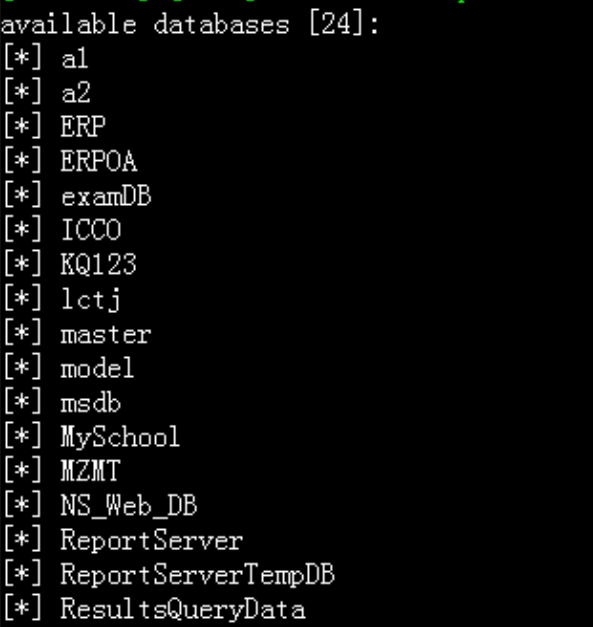 available databases [24]:
[*] a1
[*] a2
[*] ERP
[*] ERPOA
[*] examDB
[*] ICCO
[*] KQ123
[*] lctj
[*] master
[*] model
[*] msdb
[*] MySchool
[*] MZMT
[*] NS_Web_DB
[*] ReportServer
[*] ReportServerTempDB
[*] ResultsQueryData